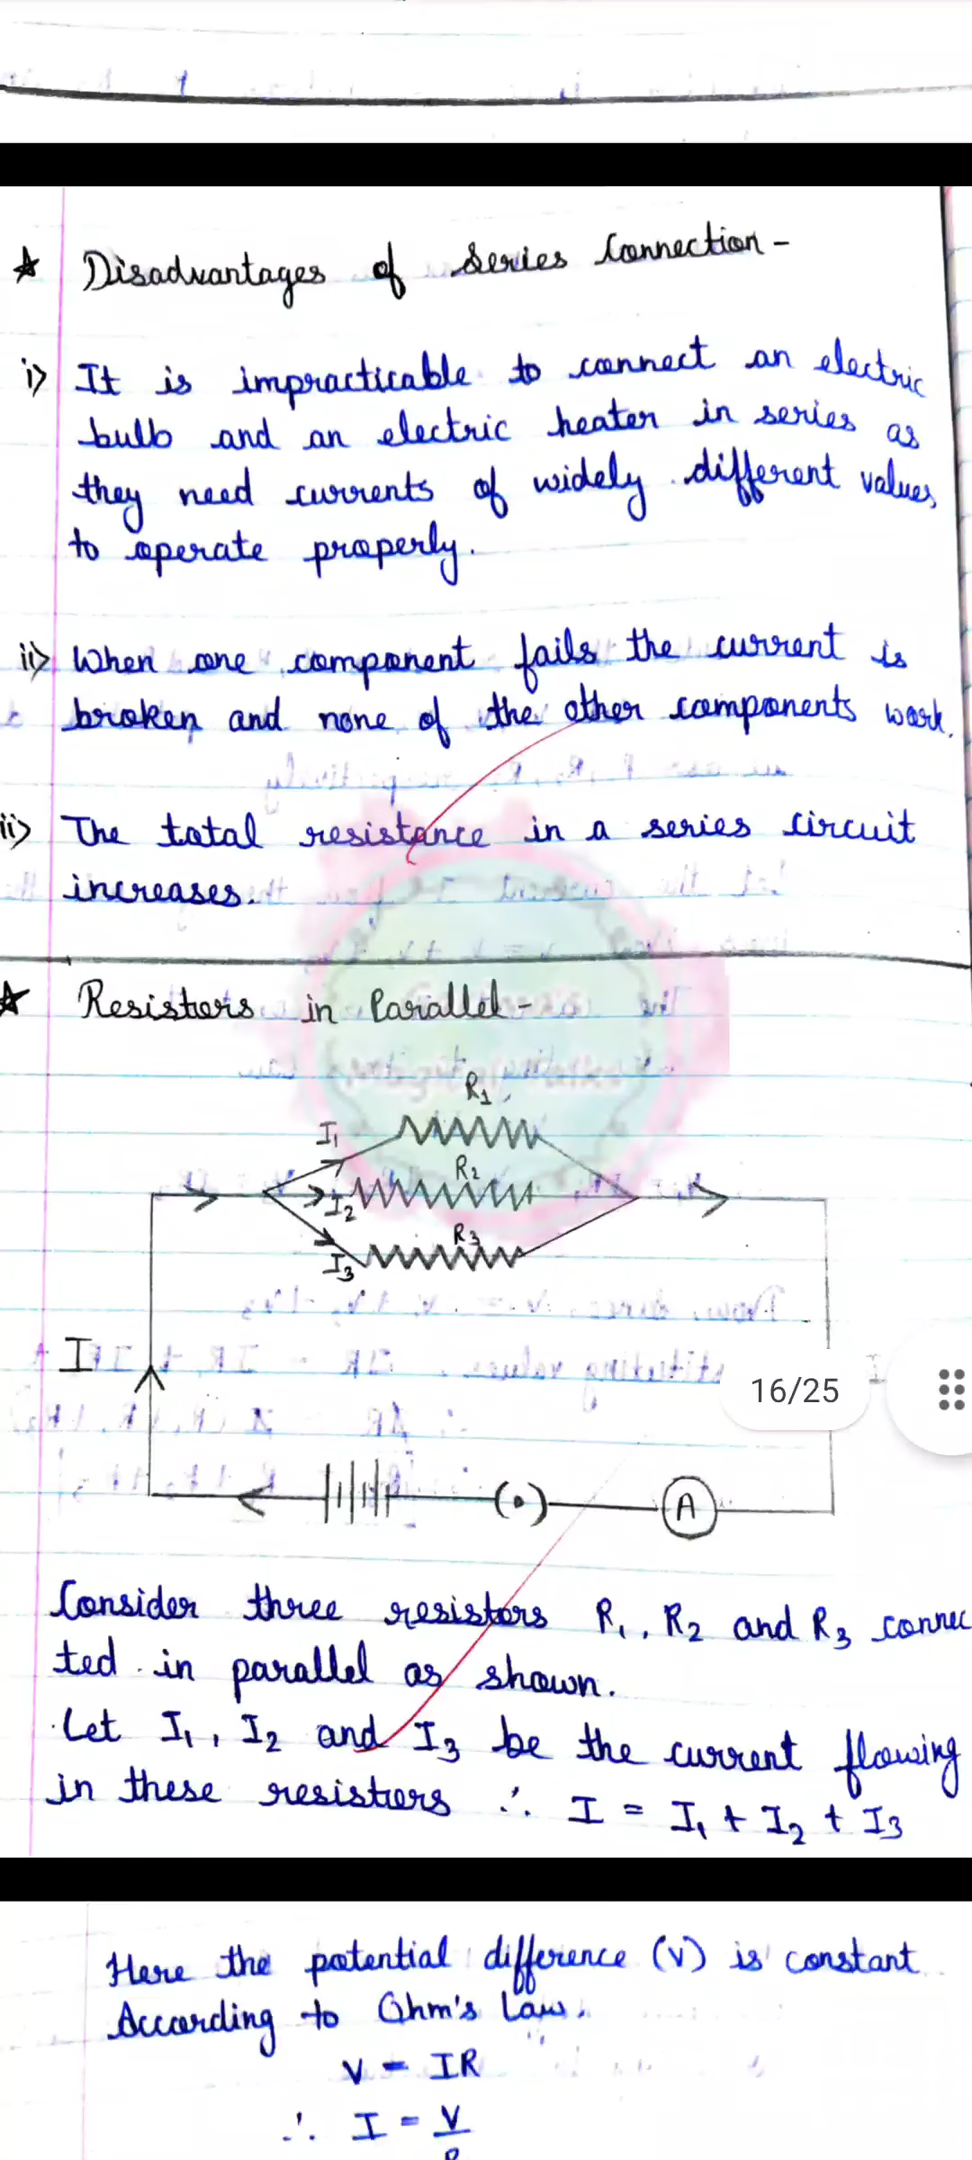 ☆ Disadvantages of Series Connection -
i> It is impracticable to connect an electric
bulb and an electric heater in series as
they need currents of widely different values
to operate properly.
ii> When one component fails the current is
broken and none of the other components work.
ii> The total resistance in a series circuit
increases.
☆ Resistors in Parallel -
R₁
I₁
R₂
I₂
R₃
I₃
I
16/25
A
Consider three resistors R₁, R₂ and R₃ connec
ted in parallel as shown.
Let I₁, I₂ and I₃ be the current flowing
in these resistors ∴ I = I₁ + I₂ + I₃
Here the potential difference (V) is constant
According to Ohm's Law.
V = IR
∴ I = V